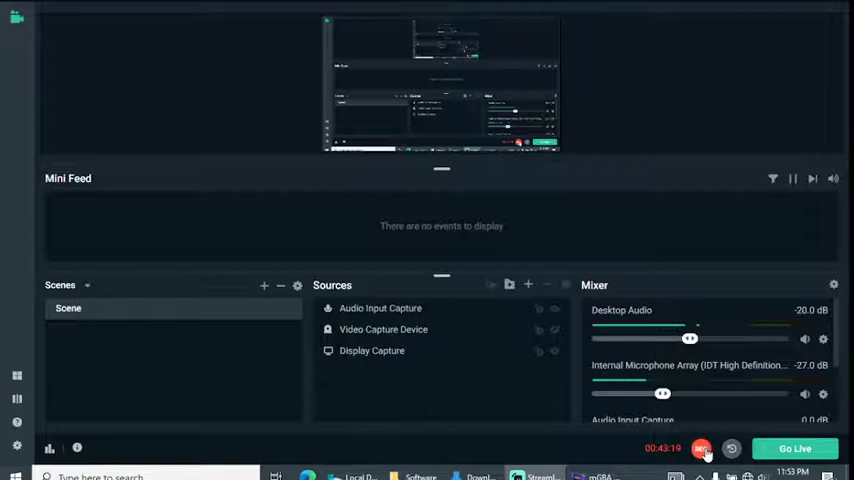 Mini Feed
There are no events to display
Scenes
Sources
Mixer
Scene
Audio Input Capture
Video Capture Device
Display Capture
Desktop Audio -20.0 dB
Internal Microphone Array (IDT High Definition... -27.0 dB
Audio Input Capture 0.0 dB
00:43:19 REC Go Live
Type here to search Local D... Software Downl... Streaml... mGBA 11:53 PM